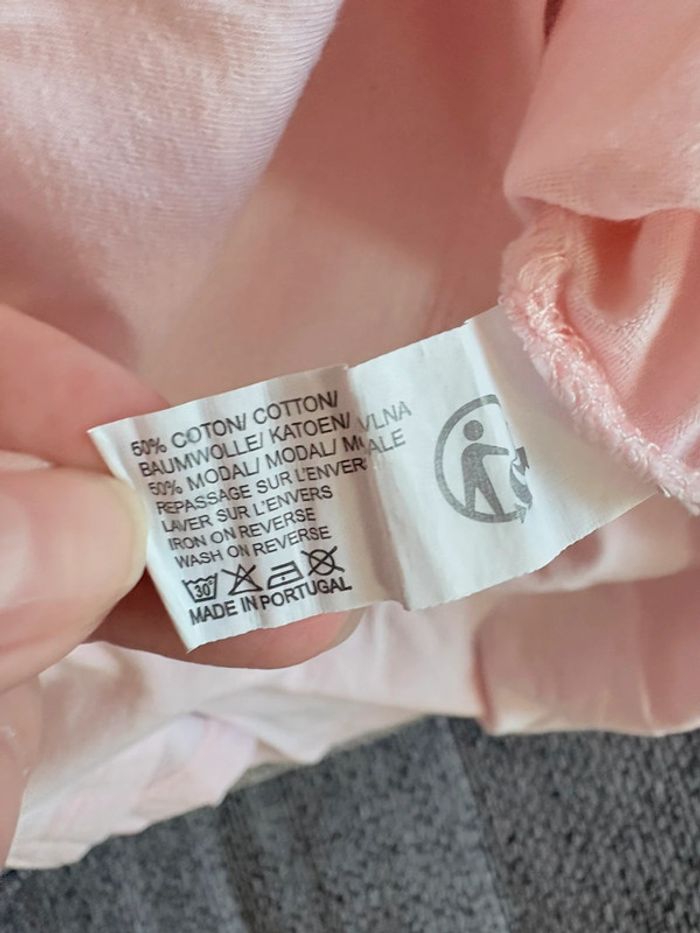 50% COTON/ COTTON/
BAUMWOLLE/ KATOEN/ VLNA
50% MODAL/ MODAL/
REPASSAGE SUR L'ENVERS
LAVER SUR L'ENVERS
IRON ON REVERSE
WASH ON REVERSE
30
MADE IN PORTUGAL